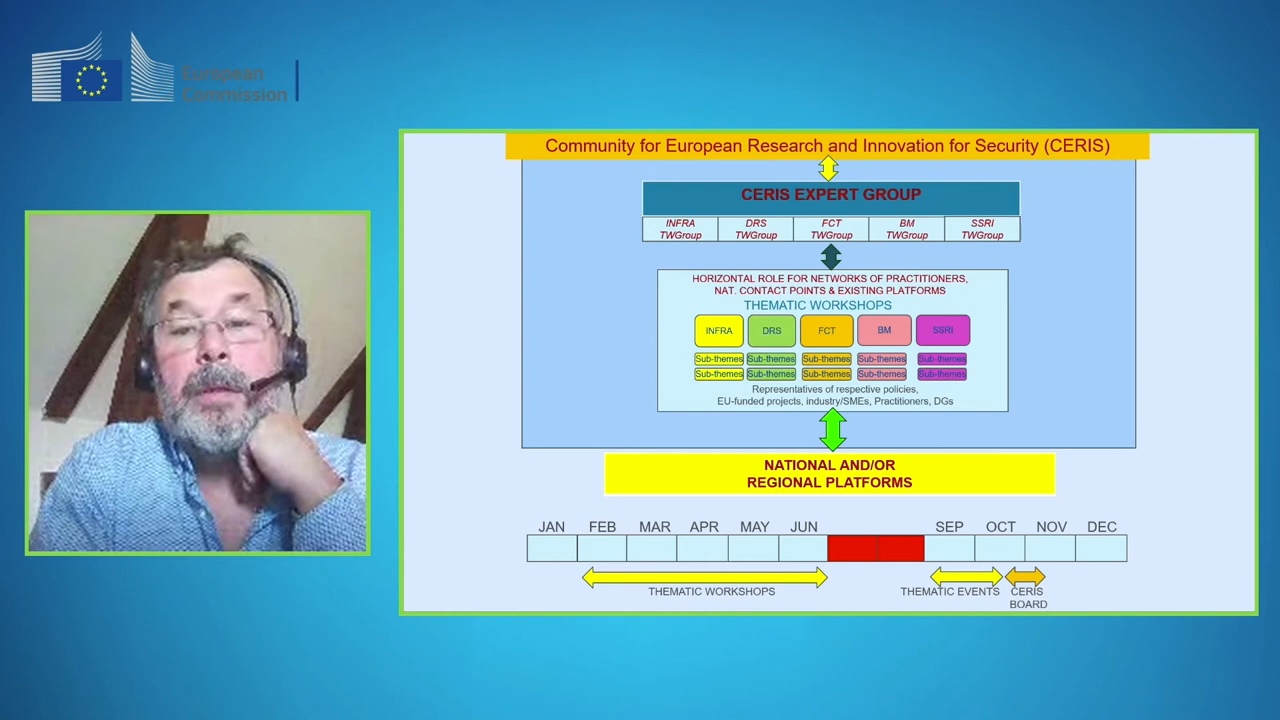 European
Commission
Community for European Research and Innovation for Security (CERIS)
CERIS EXPERT GROUP
INFRA DRS FCT BM SSRI
TWGroup TWGroup TWGroup TWGroup TWGroup
HORIZONTAL ROLE FOR NETWORKS OF PRACTITIONERS,
NAT. CONTACT POINTS & EXISTING PLATFORMS
THEMATIC WORKSHOPS
INFRA DRS FCT BM SSRI
Sub-themes Sub-themes Sub-themes Sub-themes Sub-themes
Sub-themes Sub-themes Sub-themes Sub-themes Sub-themes
Representatives of respective policies,
EU-funded projects, industry/SMEs, Practitioners, DGs
NATIONAL AND/OR
REGIONAL PLATFORMS
JAN FEB MAR APR MAY JUN SEP OCT NOV DEC
THEMATIC WORKSHOPS THEMATIC EVENTS CERIS
BOARD